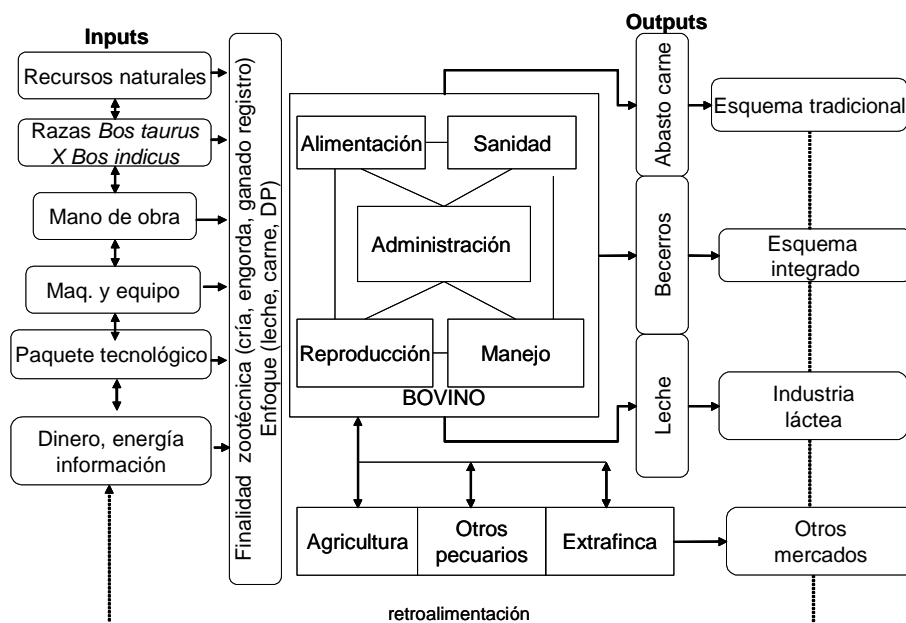 Inputs
Outputs
Recursos naturales
Razas Bos taurus
X Bos indicus
Mano de obra
Maq. y equipo
Paquete tecnológico
Dinero, energía
información
Finalidad zootécnica (cría, engorda, ganado registro)
Enfoque (leche, carne, DP)
Alimentación
Sanidad
Administración
Reproducción
Manejo
BOVINO
Agricultura
Otros
pecuarios
Extrafinca
Abasto carne
Becerros
Leche
Esquema tradicional
Esquema
integrado
Industria
láctea
Otros
mercados
retroalimentación